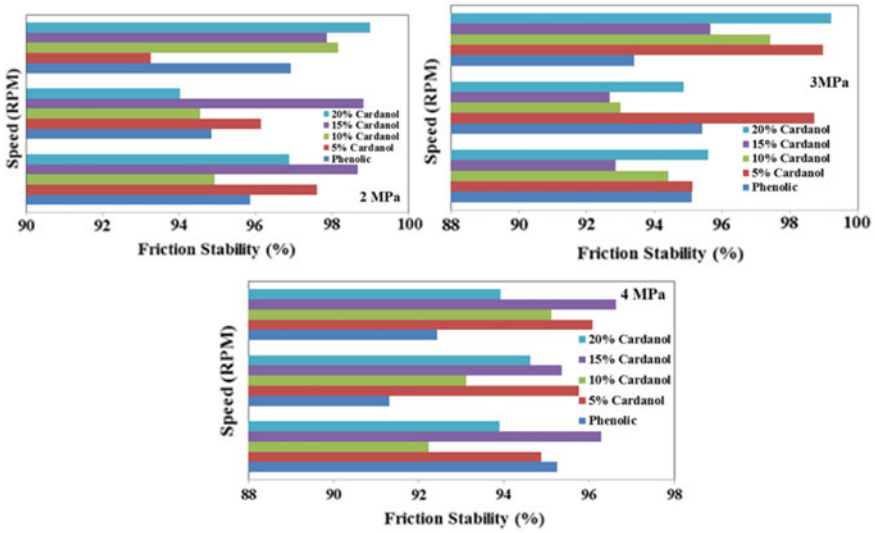 Speed (RPM)
20% Cardanol
15% Cardanol
10% Cardanol
5% Cardanol
Phenolic
2 MPa
90 92 94 96 98 100
Friction Stability (%)
Speed (RPM)
3MPa
20% Cardanol
15% Cardanol
10% Cardanol
5% Cardanol
Phenolic
88 90 92 94 96 98 100
Friction Stability (%)
Speed (RPM)
4 MPa
20% Cardanol
15% Cardanol
10% Cardanol
5% Cardanol
Phenolic
88 90 92 94 96 98
Friction Stability (%)